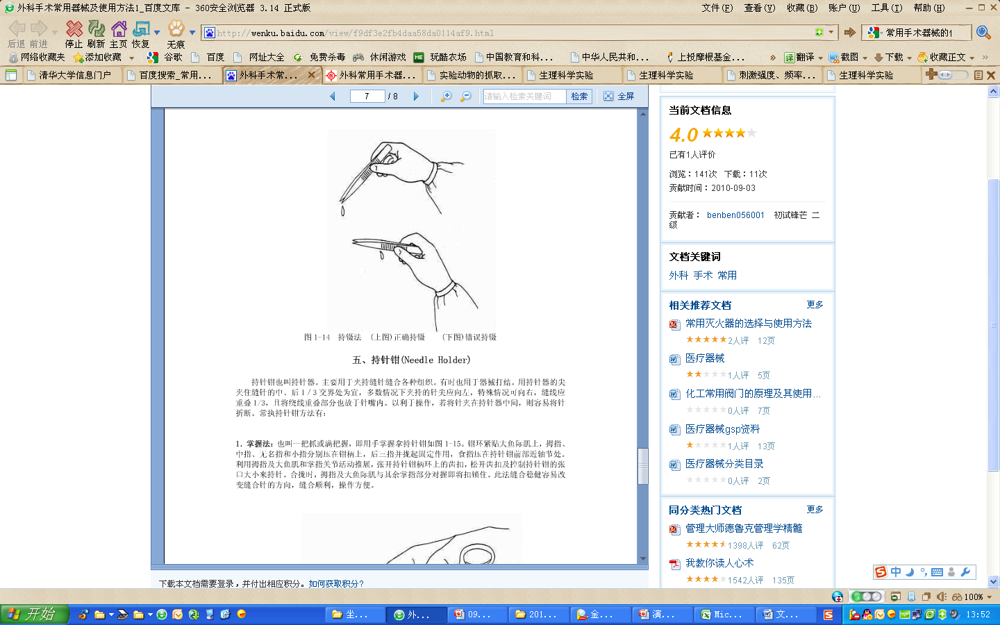 外科手术常用器械及使用方法1_百度文库 - 360安全浏览器 3.14 正式版
文件(F) 查看(V) 收藏(B) 账户(U) 工具(T) 帮助(H)
后退 前进 停止 刷新 主页 恢复 无痕
http://wenku.baidu.com/view/f9df3e2fb4daa58da0114af9.html
常用手术器械的1
网络收藏夹 添加收藏 谷歌 百度 网址大全 免费杀毒 休闲游戏 玩酷农场 中国教育和科... 中华人民共和... 上投摩根基金... » 翻译 截图 下载 收藏正文 »
清华大学信息门户 百度搜索_常用... 外科手术常... 外科常用手术器... 实验动物的抓取... 生理科学实验 生理科学实验 刺激强度、频率... 生理科学实验
7 / 8 请输入检索关键词 检索 全屏
图 1-14 持镊法 (上图)正确持镊 (下图)错误持镊
五、持针钳(Needle Holder)
持针钳也叫持针器。主要用于夹持缝针缝合各种组织。有时也用于器械打结。用持针器的尖
夹住缝针的中、后 1 / 3 交界处为宜，多数情况下夹持的针尖应向左，特殊情况可向右，缝线应
重叠 1/3，且将绕线重叠部分也放于针嘴内。以利于操作，若将针夹在持针器中间，则容易将针
折断。常执持针钳方法有：
1. 掌握法：也叫一把抓或满把握，即用手掌握拿持针钳如图 1-15。钳环紧贴大鱼际肌上，拇指、
中指、无名指和小指分别压在钳柄上，后三指并拢起固定作用，食指压在持针钳前部近轴节处。
利用拇指及大鱼肌和掌指关节活动推展，张开持针钳柄环上的齿扣，松开齿扣及控制持针钳的张
口大小来持针。合拢时，拇指及大鱼际肌与其余掌指部分对握即将扣锁住。此法缝合稳健容易改
变缝合针的方向，缝合顺利，操作方便。
下载本文档需要登录，并付出相应积分。如何获取积分?
当前文档信息
4.0
已有1人评价
浏览：141次 下载：11次
贡献时间：2010-09-03
贡献者： benben056001 初试锋芒 二
级
文档关键词
外科 手术 常用
相关推荐文档 更多
常用灭火器的选择与使用方法
2人评 12页
医疗器械
1人评 5页
化工常用阀门的原理及其使用...
0人评 7页
医疗器械gsp资料
1人评 13页
医疗器械分类目录
0人评 2页
同分类热门文档 更多
管理大师德鲁克管理学精髓
1398人评 62页
我教你读人心术
1542人评 135页
中
100%
开始 坐... 外... 09... 201... 金... 演... Mic... 文... 13:52